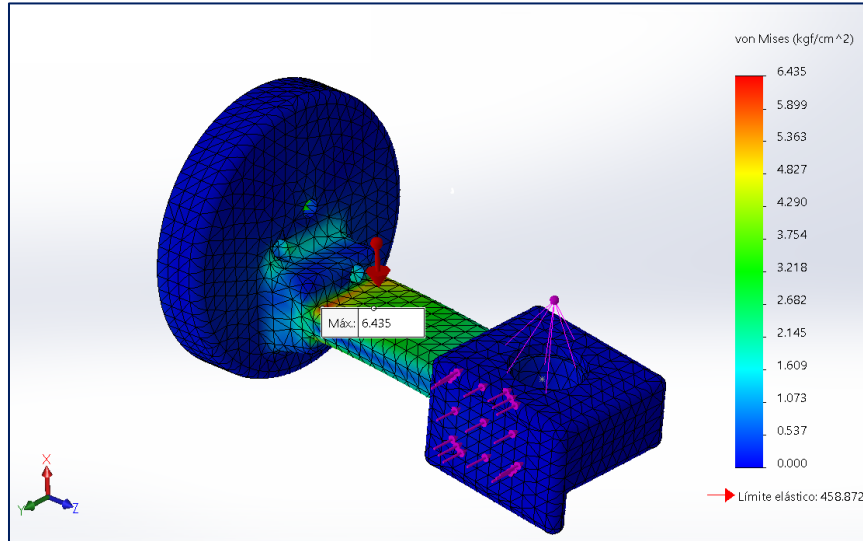 von Mises (kgf/cm^2)
6.435
5.899
5.363
4.827
4.290
3.754
3.218
2.682
2.145
1.609
1.073
0.537
0.000
Límite elástico: 458.872
Máx.: 6.435
X
Y
Z